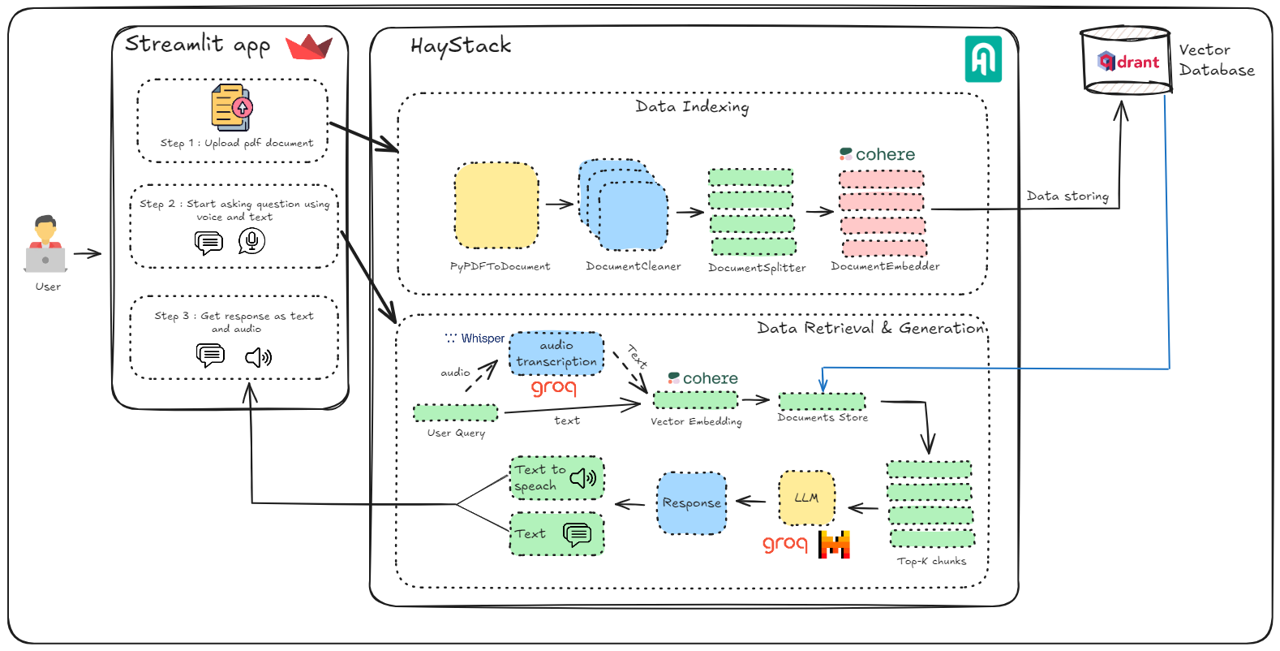 Streamlit app
Step 1 : Upload pdf document
Step 2 : Start asking question using
voice and text
Step 3 : Get response as text
and audio
User
HayStack
Data Indexing
PyPDFToDocument
DocumentCleaner
DocumentSplitter
cohere
DocumentEmbedder
Data storing
qdrant
Vector
Database
Data Retrieval & Generation
Whisper
audio
audio
transcription
groq
Text
User Query
text
cohere
Vector Embedding
Documents Store
Top-K chunks
LLM
groq
Response
Text to
speach
Text